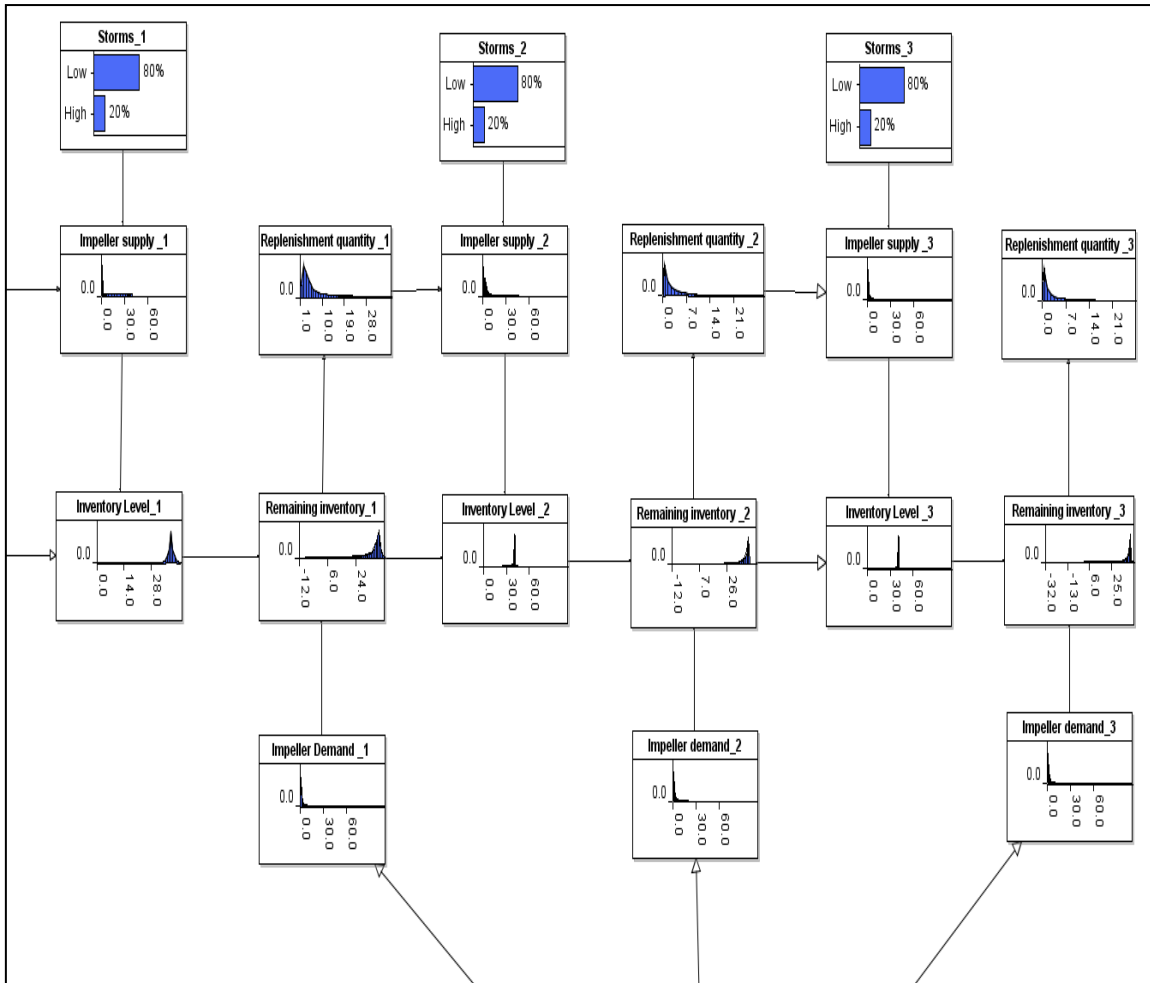 Storms_1
Low
80%
High
20%
Storms_2
Low
80%
High
20%
Storms_3
Low
80%
High
20%
Impeller supply _1
0.0
0.0
30.0
60.0
Replenishment quantity _1
0.0
1.0
10.0
19.0
28.0
Impeller supply _2
0.0
0.0
30.0
60.0
Replenishment quantity _2
0.0
0.0
7.0
14.0
21.0
Impeller supply _3
0.0
0.0
30.0
60.0
Replenishment quantity _3
0.0
0.0
7.0
14.0
21.0
Inventory Level_1
0.0
0.0
14.0
28.0
Remaining inventory_1
0.0
-12.0
6.0
24.0
Inventory Level _2
0.0
0.0
30.0
60.0
Remaining inventory _2
0.0
-12.0
7.0
26.0
Inventory Level _3
0.0
0.0
30.0
60.0
Remaining inventory _3
0.0
-32.0
-13.0
6.0
25.0
Impeller Demand _1
0.0
0.0
30.0
60.0
Impeller demand_2
0.0
0.0
30.0
60.0
Impeller demand_3
0.0
0.0
30.0
60.0